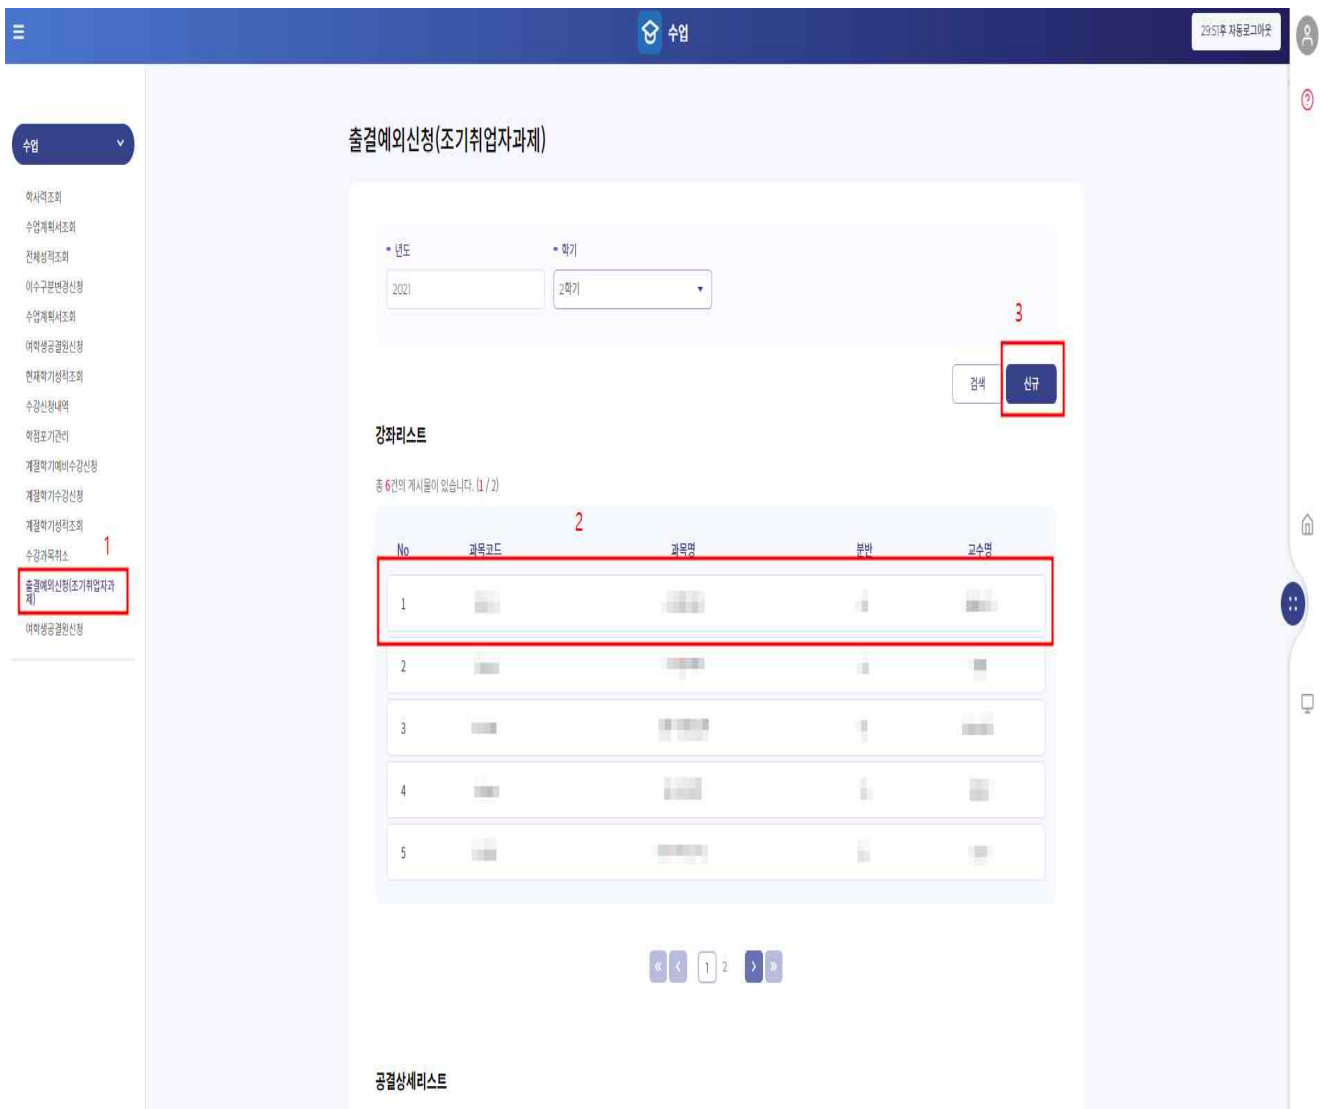 수업
29:51후 자동로그아웃
수업
학사력조회
수업계획서조회
전체성적조회
이수구분변경신청
수업계획서조회
여학생공결원신청
현재학기성적조회
수강신청내역
학점포기관리
계절학기예비수강신청
계절학기수강신청
계절학기성적조회
수강과목취소
1
출결예외신청(조기취업자과
제)
여학생공결원신청
출결예외신청(조기취업자과제)
년도 학기
2021 2학기
3
검색 신규
강좌리스트
총 6건의 게시물이 있습니다. (1 / 2)
2
No 과목코드 과목명 분반 교수명
1
2
3
4
5
« ‹ 1 2 › »
공결상세리스트